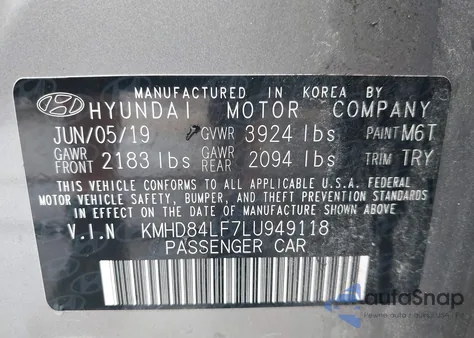 MANUFACTURED IN KOREA BY
HYUNDAI MOTOR COMPANY
JUN/05/19 GVWR 3924 lbs PAINT M6T
GAWR FRONT 2183 lbs GAWR REAR 2094 lbs TRIM TRY
THIS VEHICLE CONFORMS TO ALL APPLICABLE U.S.A. FEDERAL
MOTOR VEHICLE SAFETY, BUMPER, AND THEFT PREVENTION STANDARDS
IN EFFECT ON THE DATE OF MANUFACTURE SHOWN ABOVE.
V.I.N KMHD84LF7LU949118
PASSENGER CAR
autoSnap